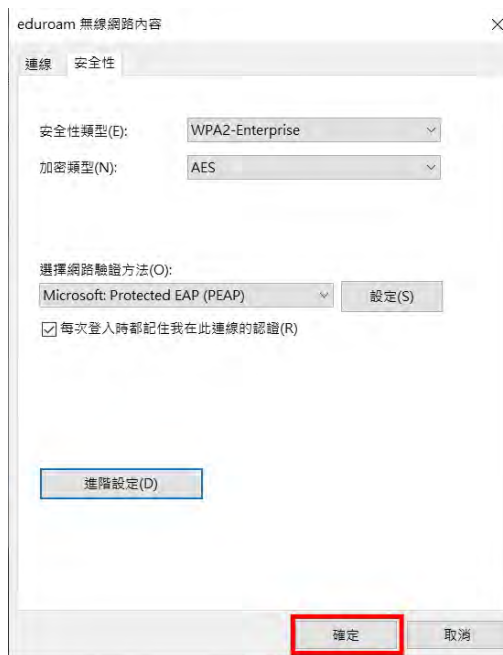 eduroam 無線網路內容
連線 安全性
安全性類型(E): WPA2-Enterprise
加密類型(N): AES
選擇網路驗證方法(O):
Microsoft: Protected EAP (PEAP) 設定(S)
每次登入時都記住我在此連線的認證(R)
進階設定(D)
確定 取消